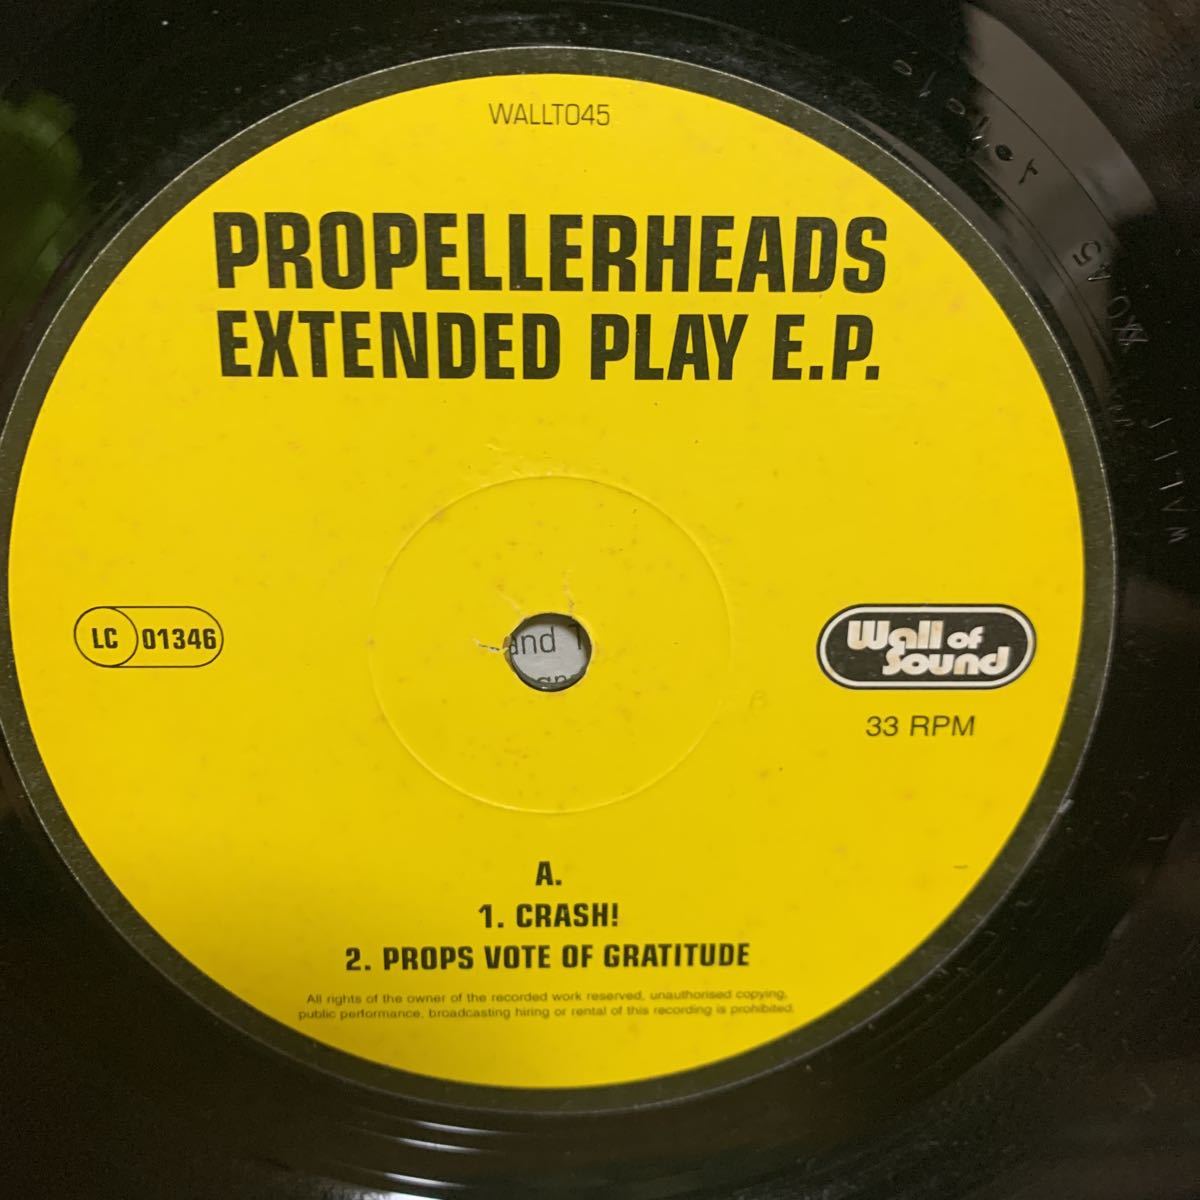 WALLT045
PROPELLERHEADS
EXTENDED PLAY E.P.
LC 01346
and
Wall of
Sound
33 RPM
A.
1. CRASH!
2. PROPS VOTE OF GRATITUDE
All rights of the owner of the recorded work reserved, unauthorised copying,
public performance, broadcasting hiring or rental of this recording is prohibited.